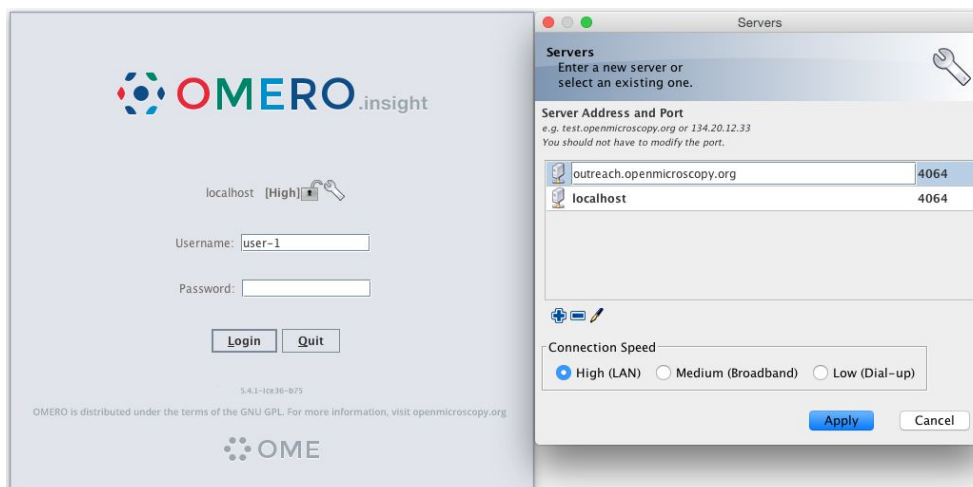 OMERO.insight
localhost [High]
Username: user-1
Password:
Login Quit
5.4.1-ice36-b75
OMERO is distributed under the terms of the GNU GPL. For more information, visit openmicroscopy.org
OME
Servers
Servers
Enter a new server or
select an existing one.
Server Address and Port
e.g. test.openmicroscopy.org or 134.20.12.33
You should not have to modify the port.
outreach.openmicroscopy.org 4064
localhost 4064
Connection Speed
High (LAN) Medium (Broadband) Low (Dial-up)
Apply Cancel